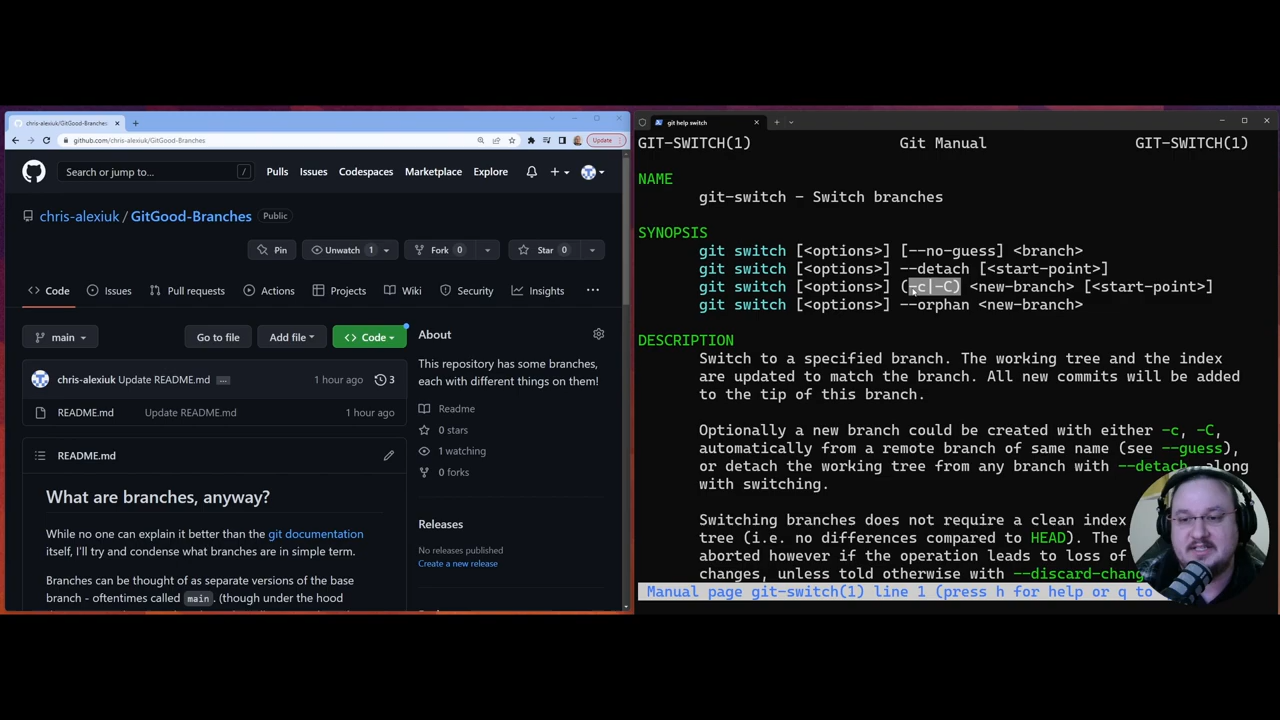 chris-alexiuk/GitGood-Branches
github.com/chris-alexiuk/GitGood-Branches
Update
Search or jump to...
/
Pulls
Issues
Codespaces
Marketplace
Explore
chris-alexiuk / GitGood-Branches
Public
Pin
Unwatch 1
Fork 0
Star 0
Code
Issues
Pull requests
Actions
Projects
Wiki
Security
Insights
main
Go to file
Add file
Code
chris-alexiuk Update README.md ...
1 hour ago
3
README.md
Update README.md
1 hour ago
README.md
What are branches, anyway?
While no one can explain it better than the git documentation
itself, I'll try and condense what branches are in simple term.
Branches can be thought of as separate versions of the base
branch - oftentimes called main. (though under the hood
About
This repository has some branches,
each with different things on them!
Readme
0 stars
1 watching
0 forks
Releases
No releases published
Create a new release
git help switch
GIT-SWITCH(1) Git Manual GIT-SWITCH(1)
NAME
git-switch - Switch branches
SYNOPSIS
git switch [<options>] [--no-guess] <branch>
git switch [<options>] --detach [<start-point>]
git switch [<options>] (-c|-C) <new-branch> [<start-point>]
git switch [<options>] --orphan <new-branch>
DESCRIPTION
Switch to a specified branch. The working tree and the index
are updated to match the branch. All new commits will be added
to the tip of this branch.
Optionally a new branch could be created with either -c, -C,
automatically from a remote branch of same name (see --guess),
or detach the working tree from any branch with --detach, along
with switching.
Switching branches does not require a clean index
tree (i.e. no differences compared to HEAD). The
aborted however if the operation leads to loss of
changes, unless told otherwise with --discard-chang
Manual page git-switch(1) line 1 (press h for help or q to